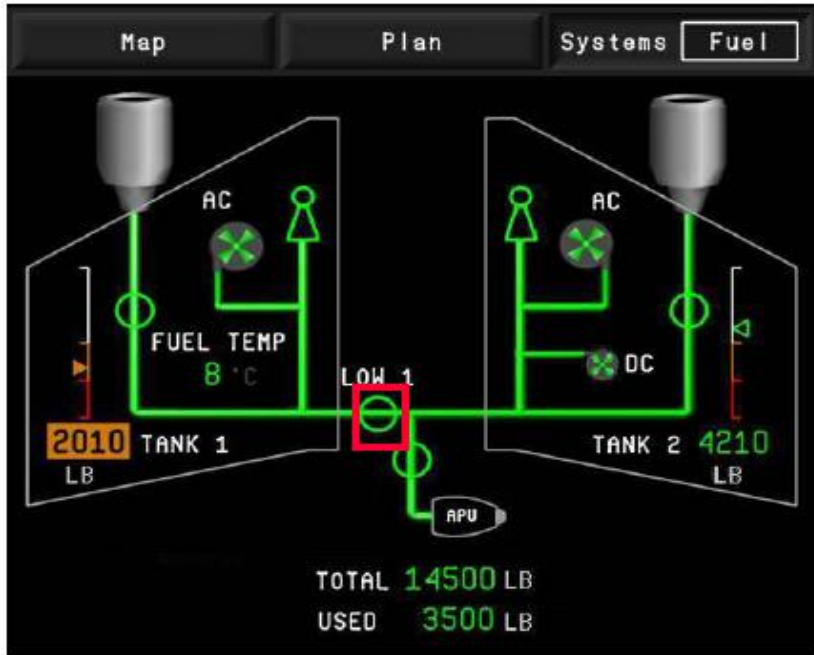 Map Plan Systems Fuel
AC AC
FUEL TEMP
8 °C
DC
LOW 1
2010 TANK 1
LB
TANK 2 4210
LB
APU
TOTAL 14500 LB
USED 3500 LB